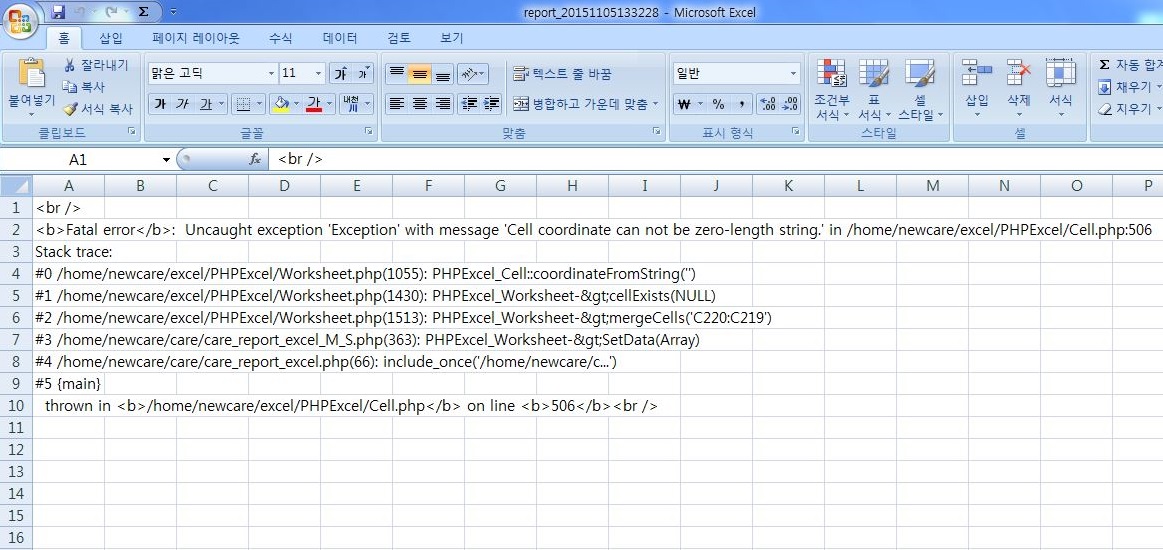 report_20151105133228 - Microsoft Excel
홈 삽입 페이지 레이아웃 수식 데이터 검토 보기
붙여넣기 잘라내기 복사 서식 복사 클립보드
맑은 고딕 11 가 가 가 가 가 가 내천 글꼴
텍스트 줄 바꿈 병합하고 가운데 맞춤 맞춤
일반 ₩ % , 표시 형식
조건부 서식 표 서식 셀 스타일 스타일
삽입 삭제 서식 셀
Σ 자동 합계 채우기 지우기
A1 fx <br />
A B C D E F G H I J K L M N O P
1 <br />
2 <b>Fatal error</b>:  Uncaught exception 'Exception' with message 'Cell coordinate can not be zero-length string.' in /home/newcare/excel/PHPExcel/Cell.php:506
3 Stack trace:
4 #0 /home/newcare/excel/PHPExcel/Worksheet.php(1055): PHPExcel_Cell::coordinateFromString('')
5 #1 /home/newcare/excel/PHPExcel/Worksheet.php(1430): PHPExcel_Worksheet-&gt;cellExists(NULL)
6 #2 /home/newcare/excel/PHPExcel/Worksheet.php(1513): PHPExcel_Worksheet-&gt;mergeCells('C220:C219')
7 #3 /home/newcare/care/care_report_excel_M_S.php(363): PHPExcel_Worksheet-&gt;SetData(Array)
8 #4 /home/newcare/care/care_report_excel.php(66): include_once('/home/newcare/c...')
9 #5 {main}
10 thrown in <b>/home/newcare/excel/PHPExcel/Cell.php</b> on line <b>506</b><br />
11
12
13
14
15
16